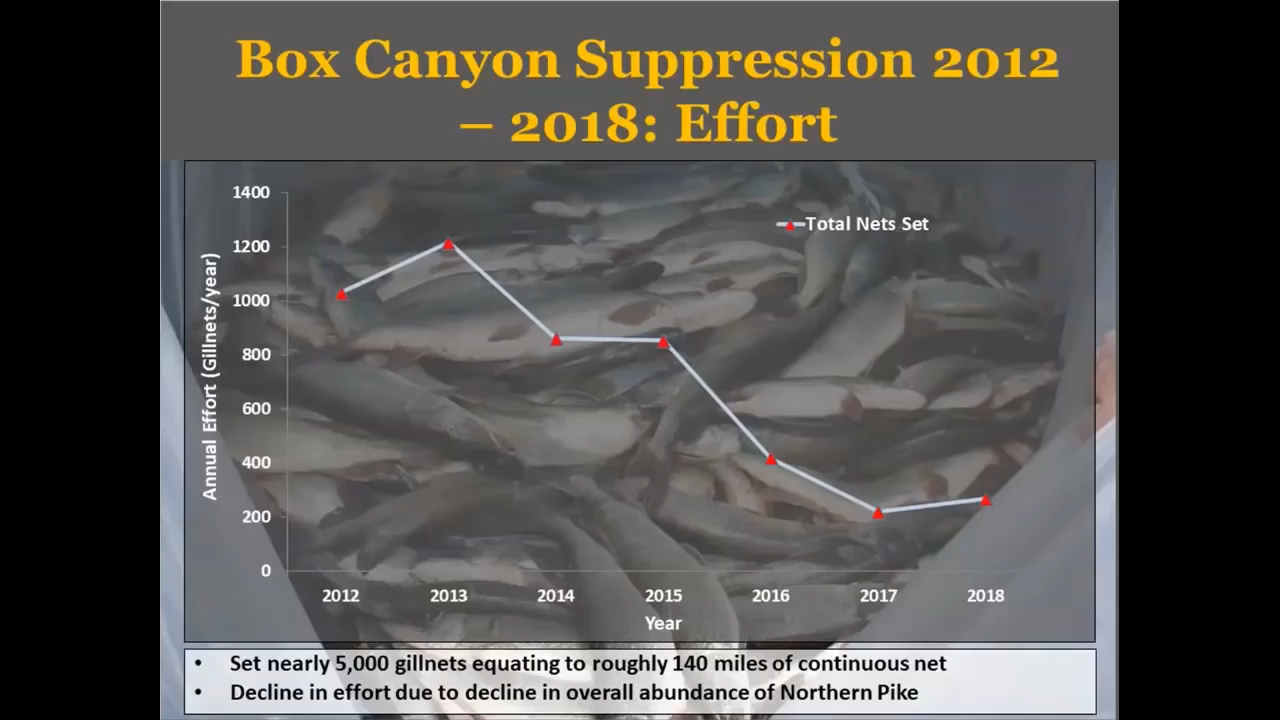 Box Canyon Suppression 2012
– 2018: Effort
1400
1200
1000
800
600
400
200
0
Annual Effort (Gillnets/year)
Total Nets Set
2012 2013 2014 2015 2016 2017 2018
Year
• Set nearly 5,000 gillnets equating to roughly 140 miles of continuous net
• Decline in effort due to decline in overall abundance of Northern Pike